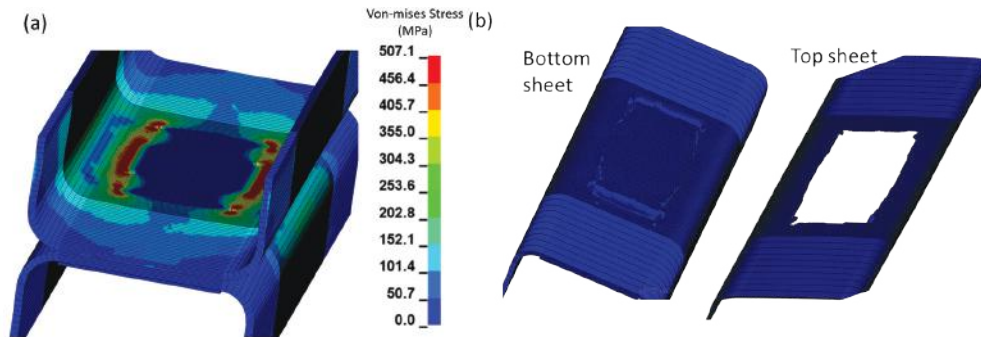 (a)
Von-mises Stress
(MPa)
507.1
456.4
405.7
355.0
304.3
253.6
202.8
152.1
101.4
50.7
0.0
(b)
Bottom
sheet
Top sheet